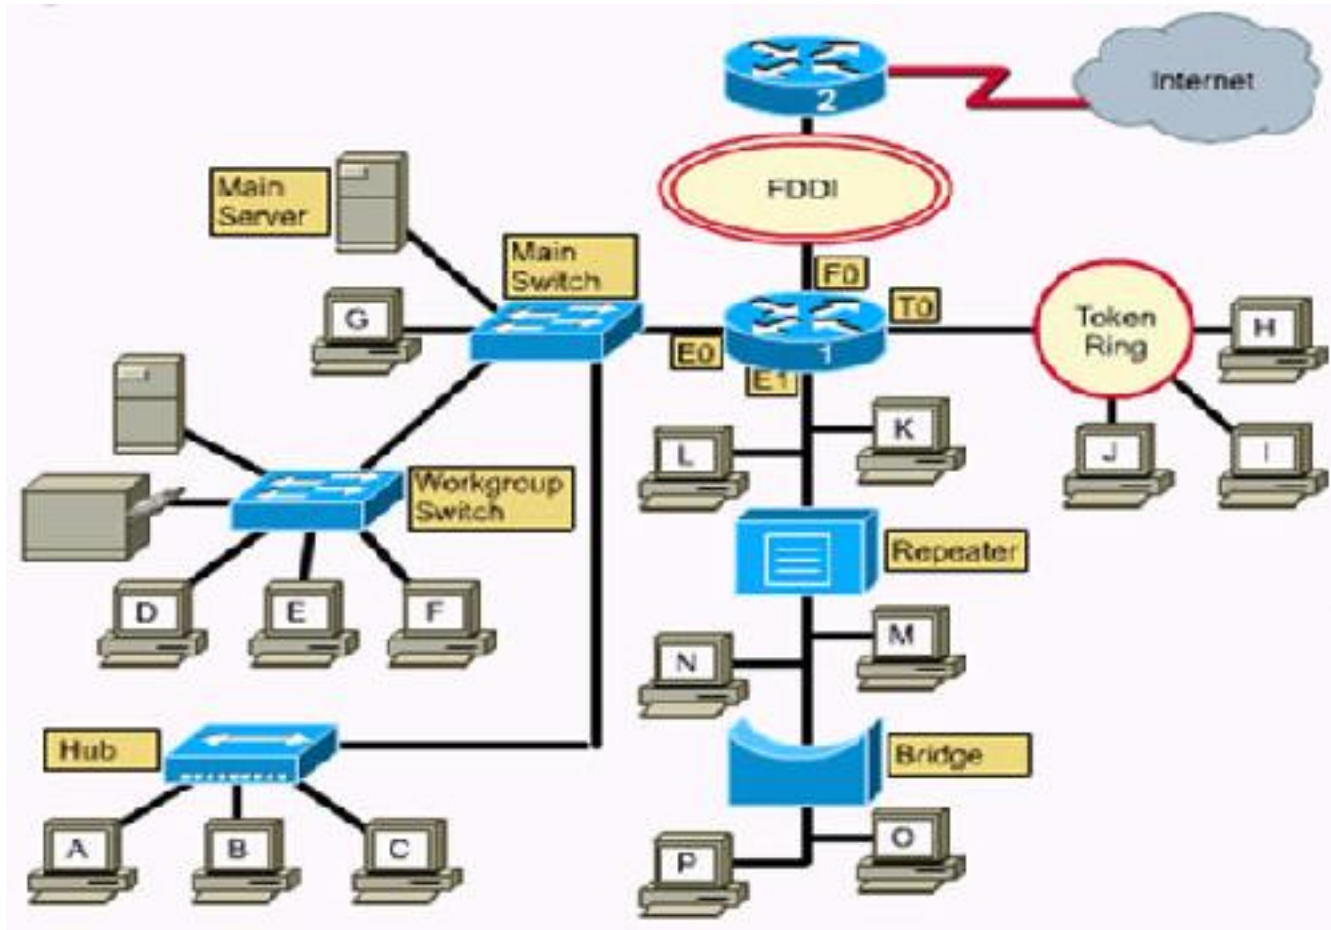 2
Internet
FDDI
Main
Server
Main
Switch
F0
T0
G
E0
1
E1
Token
Ring
H
L
K
J
I
Workgroup
Switch
Repeater
D
E
F
N
M
Hub
Bridge
A
B
C
P
O